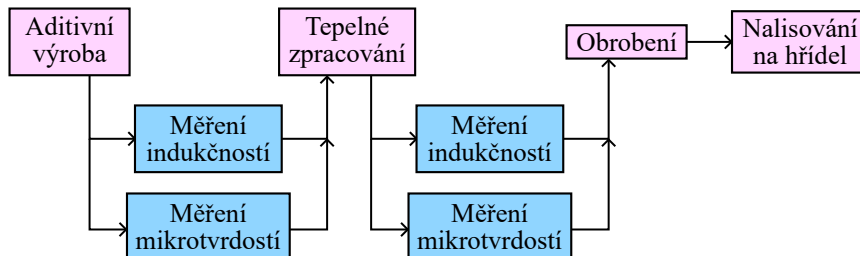 Aditivní
výroba
Tepelné
zpracování
Obrobení
Nalisování
na hřídel
Měření
indukčností
Měření
indukčností
Měření
mikrotvrdostí
Měření
mikrotvrdostí